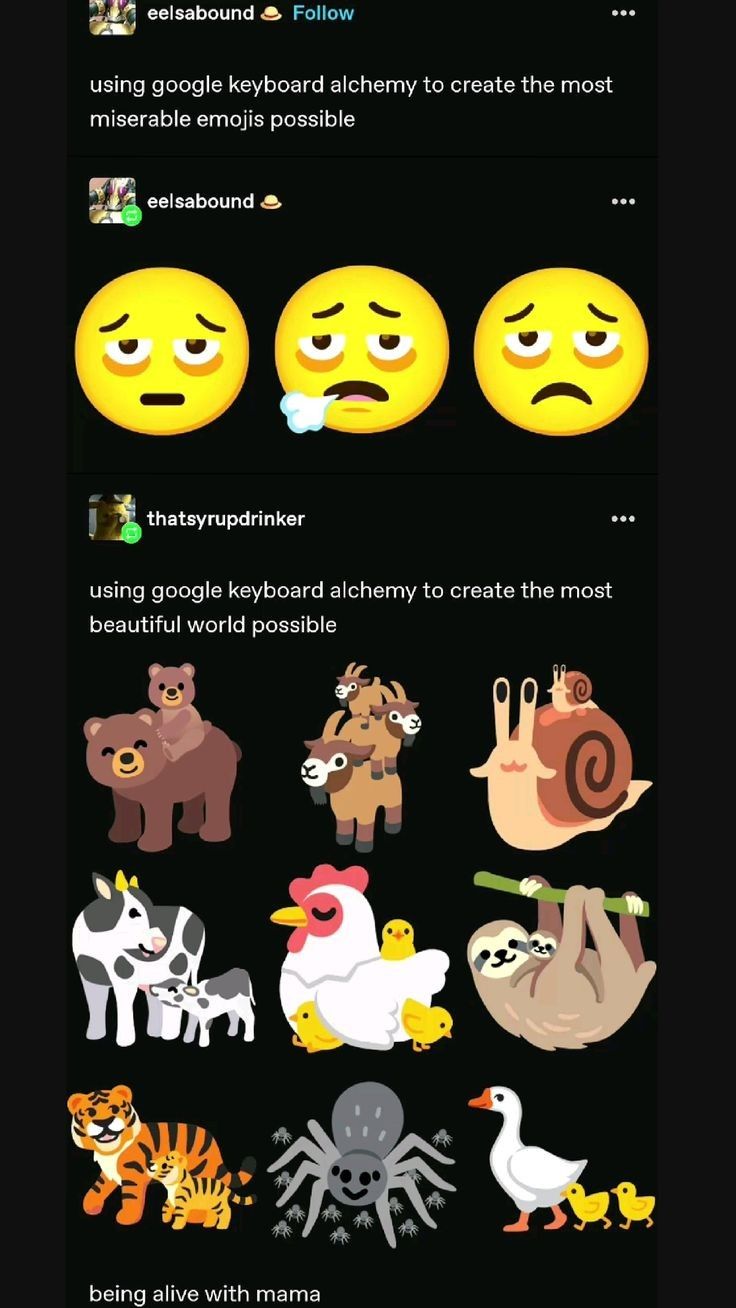 eelsabound Follow
using google keyboard alchemy to create the most
miserable emojis possible
eelsabound
thatsyrupdrinker
using google keyboard alchemy to create the most
beautiful world possible
being alive with mama